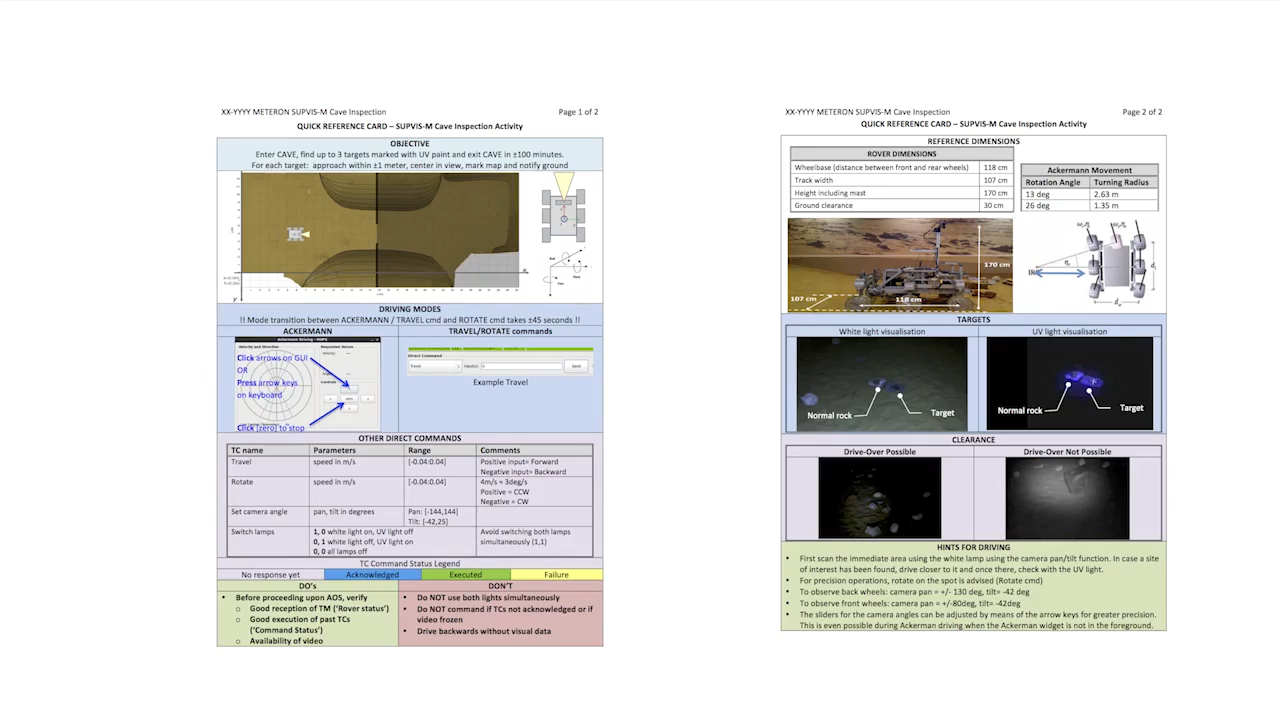 XX-YYYY METERON SUPVIS-M Cave Inspection Page 1 of 2
QUICK REFERENCE CARD – SUPVIS-M Cave Inspection Activity
OBJECTIVE
Enter CAVE, find up to 3 targets marked with UV paint and exit CAVE in ±100 minutes.
For each target: approach within ±1 meter, center in view, mark map and notify ground
x
y
DRIVING MODES
!! Mode transition between ACKERMANN / TRAVEL cmd and ROTATE cmd takes ±45 seconds !!
ACKERMANN TRAVEL/ROTATE commands
Ackermann Driving - MOPS
Velocity and Direction Requested Values
Velocity:
Controls
Click arrows on GUI
OR
Press arrow keys
on keyboard
zero
Click [zero] to stop
Direct Command
Travel Input(s): 0 Send
Example Travel
OTHER DIRECT COMMANDS
TC name Parameters Range Comments
Travel speed in m/s [-0.04:0.04] Positive input= Forward
Negative input= Backward
Rotate speed in m/s [-0.04:0.04] 4m/s ≈ 3deg/s
Positive = CCW
Negative = CW
Set camera angle pan, tilt in degrees Pan: [-144,144]
Tilt: [-42,25]
Switch lamps 1, 0 white light on, UV light off Avoid switching both lamps
0, 1 white light off, UV light on simultaneously (1,1)
0, 0 all lamps off
TC Command Status Legend
No response yet Acknowledged Executed Failure
DO's DON'T
• Before proceeding upon AOS, verify
o Good reception of TM ('Rover status')
o Good execution of past TCs
('Command Status')
o Availability of video
• Do NOT use both lights simultaneously
• Do NOT command if TCs not acknowledged or if
video frozen
• Drive backwards without visual data
XX-YYYY METERON SUPVIS-M Cave Inspection Page 2 of 2
QUICK REFERENCE CARD – SUPVIS-M Cave Inspection Activity
REFERENCE DIMENSIONS
ROVER DIMENSIONS
Wheelbase (distance between front and rear wheels) 118 cm
Track width 107 cm
Height including mast 170 cm
Ground clearance 30 cm
Ackermann Movement
Rotation Angle Turning Radius
13 deg 2.63 m
26 deg 1.35 m
170 cm
107 cm
118 cm
TARGETS
White light visualisation UV light visualisation
Normal rock Target
Normal rock Target
CLEARANCE
Drive-Over Possible Drive-Over Not Possible
HINTS FOR DRIVING
• First scan the immediate area using the white lamp using the camera pan/tilt function. In case a site
of interest has been found, drive closer to it and once there, check with the UV light.
• For precision operations, rotate on the spot is advised (Rotate cmd)
• To observe back wheels: camera pan = +/- 130 deg, tilt= -42 deg
• To observe front wheels: camera pan = +/-80deg, tilt= -42deg
• The sliders for the camera angles can be adjusted by means of the arrow keys for greater precision.
This is even possible during Ackerman driving when the Ackerman widget is not in the foreground.